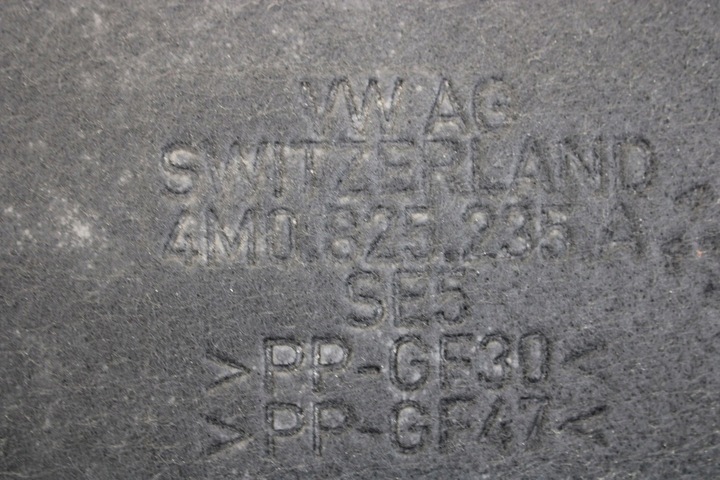 VW AG
SWITZERLAND
4M0.825.235 A
SE5
>PP-GF30<
>PP-GF47<